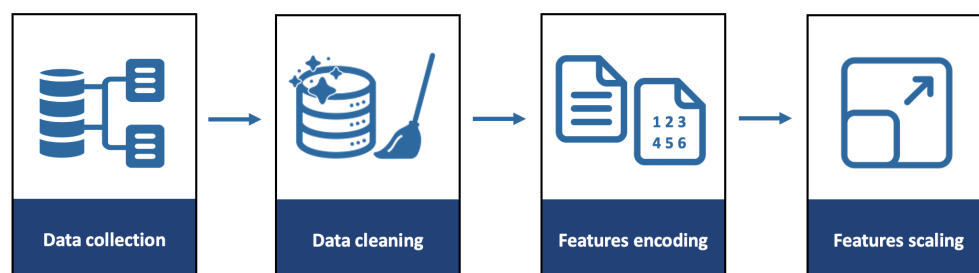 1 2 3
4 5 6
Data collection
Data cleaning
Features encoding
Features scaling